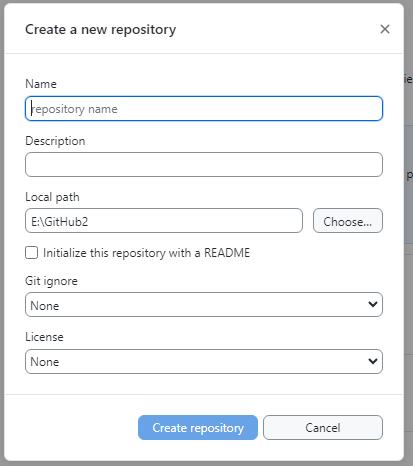 Create a new repository
Name
repository name
Description
Local path
E:\GitHub2
Choose...
Initialize this repository with a README
Git ignore
None
License
None
Create repository
Cancel